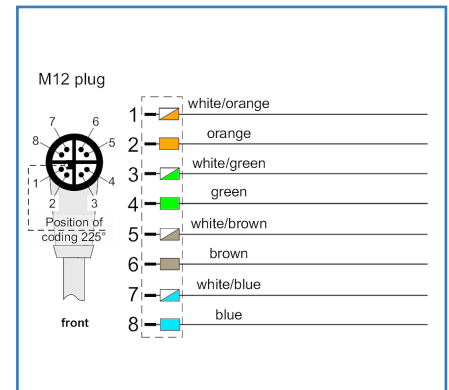 M12 plug
7 6
8 5
1 4
2 3
Position of
coding 225°
front
1 white/orange
2 orange
3 white/green
4 green
5 white/brown
6 brown
7 white/blue
8 blue